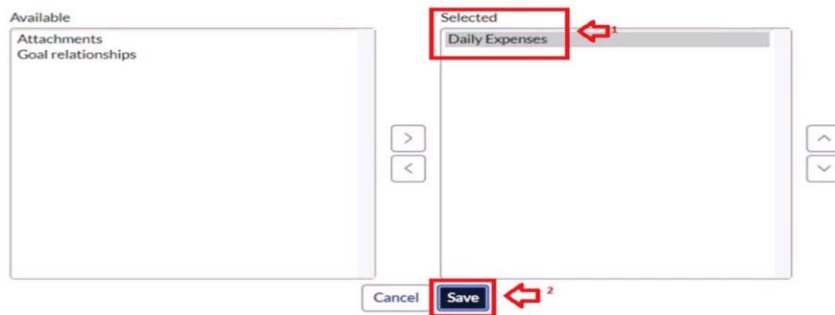 Available
Attachments
Goal relationships
Selected
Daily Expenses
1
>
<
Cancel
Save
2